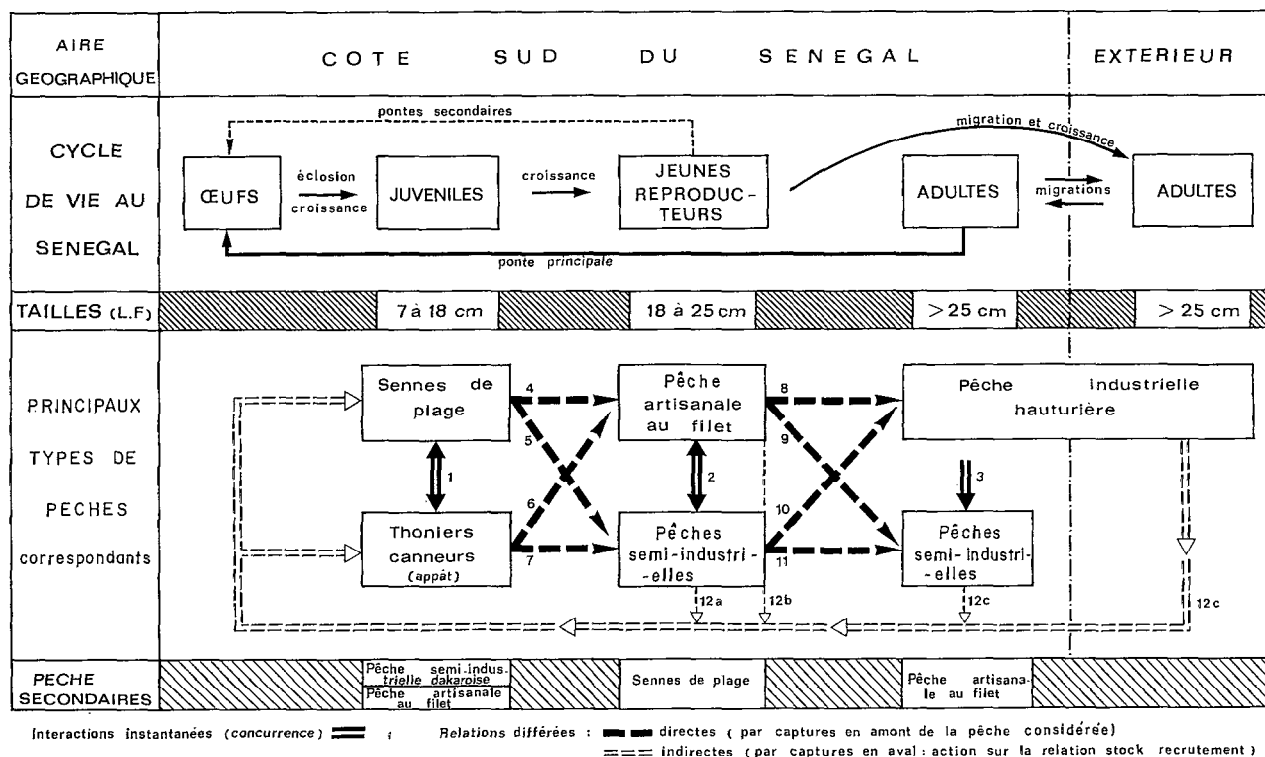 AIRE
GEOGRAPHIQUE
COTE SUD DU SENEGAL
EXTERIEUR
CYCLE
DE VIE AU
SENEGAL
pontes secondaires
migration et croissance
ŒUFS
éclosion
croissance
JUVENILES
croissance
JEUNES
REPRODUC-
TEURS
ADUTLES
migrations
ADULTES
ponte principale
TAILLES (L.F)
7 à 18 cm
18 à 25 cm
> 25 cm
> 25 cm
PRINCIPAUX
TYPES DE
PECHES
correspondants
Sennes de
plage
4
Pêche
artisanale
au filet
8
Pêche industrielle
hauturière
5
9
1
6
2
10
3
Thoniers
canneurs
(appât)
7
Pêches
semi-industri-
-elles
11
Pêches
semi-industri-
-elles
12a
12b
12c
12c
PECHE
SECONDAIRES
Pêche semi-indus.
trielle dakaroise
Pêche artisanale
au filet
Sennes de plage
Pêche artisana-
le au filet
Interactions instantanées (concurrence) ; Relations différées : directes (par captures en amont de la pêche considérée)
indirectes (par captures en aval : action sur la relation stock recrutement)